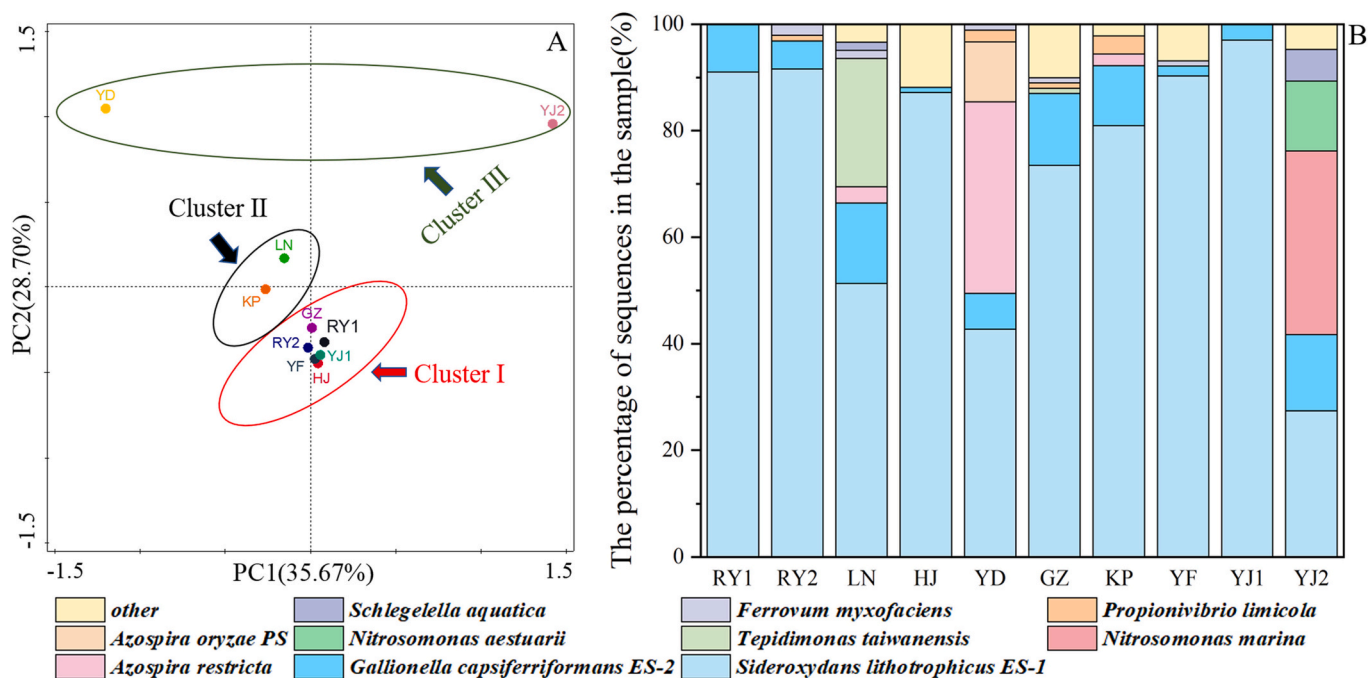 A
1.5
YD
YJ2
Cluster III
Cluster II
LN
KP
GZ
RY1
RY2
YJ1
YF
HJ
Cluster I
PC2(28.70%)
-1.5
-1.5
PC1(35.67%)
1.5
B
The percentage of sequences in the sample(%)
100
80
60
40
20
0
RY1 RY2 LN HJ YD GZ KP YF YJ1 YJ2
other Schlegelella aquatica Ferrovum myxofaciens Propionivibrio limicola
Azospira oryzae PS Nitrosomonas aestuarii Tepidimonas taiwanensis Nitrosomonas marina
Azospira restricta Gallionella capsiferriformans ES-2 Sideroxydans lithotrophicus ES-1